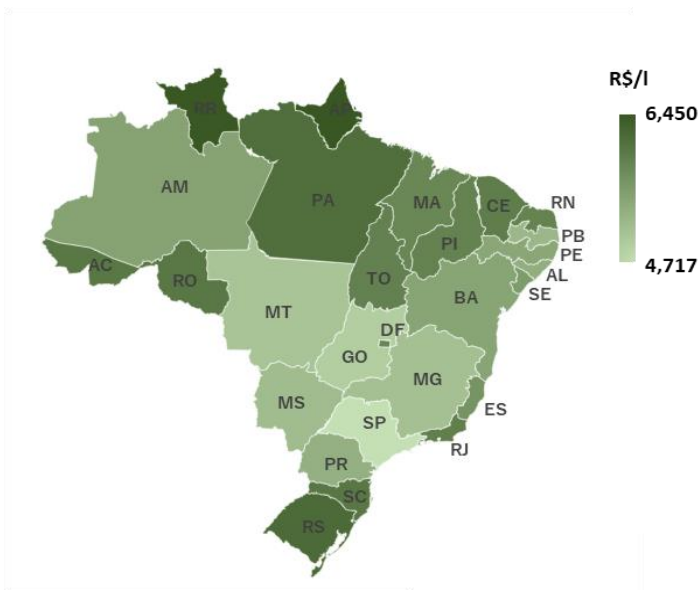 R$/l
6,450
4,717
RR
AP
AM
PA
MA
CE
RN
PB
PE
AL
SE
PI
AC
RO
TO
BA
MT
DF
GO
MG
MS
ES
SP
RJ
PR
SC
RS